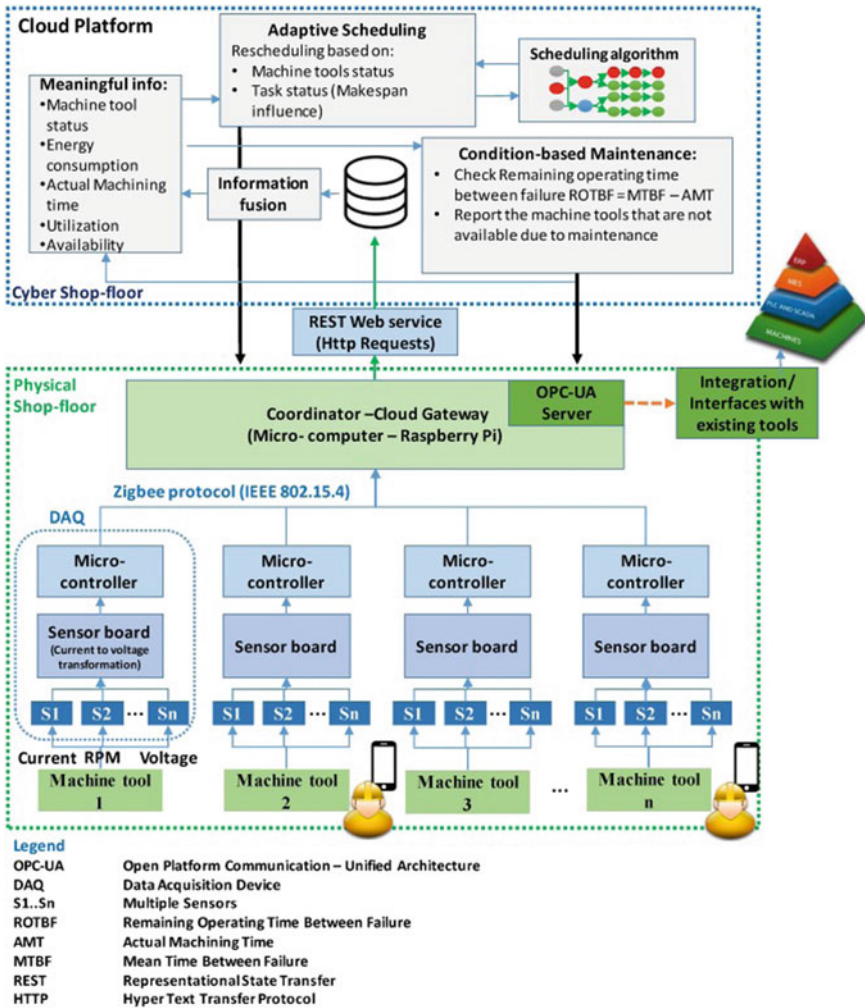 Cloud Platform
Adaptive Scheduling
Rescheduling based on:
• Machine tools status
• Task status (Makespan
influence)
Scheduling algorithm
Meaningful info:
•Machine tool
status
•Energy
consumption
•Actual Machining
time
•Utilization
•Availability
Information
fusion
Condition-based Maintenance:
• Check Remaining operating time
between failure ROTBF = MTBF – AMT
• Report the machine tools that are not
available due to maintenance
Cyber Shop-floor
ERP
MES
PLC AND SCADA
MACHINES
REST Web service
(Http Requests)
Physical
Shop-floor
Coordinator –Cloud Gateway
(Micro- computer – Raspberry Pi)
OPC-UA
Server
Integration/
Interfaces with
existing tools
Zigbee protocol (IEEE 802.15.4)
DAQ
Micro-
controller
Micro-
controller
Micro-
controller
Micro-
controller
Sensor board
(Current to voltage
transformation)
Sensor board
Sensor board
Sensor board
S1 S2 ... Sn
S1 S2 ... Sn
S1 S2 ... Sn
S1 S2 ... Sn
Current RPM Voltage
Machine tool
1
Machine tool
2
Machine tool
3
...
Machine tool
n
Legend
OPC-UA Open Platform Communication – Unified Architecture
DAQ Data Acquisition Device
S1..Sn Multiple Sensors
ROTBF Remaining Operating Time Between Failure
AMT Actual Machining Time
MTBF Mean Time Between Failure
REST Representational State Transfer
HTTP Hyper Text Transfer Protocol